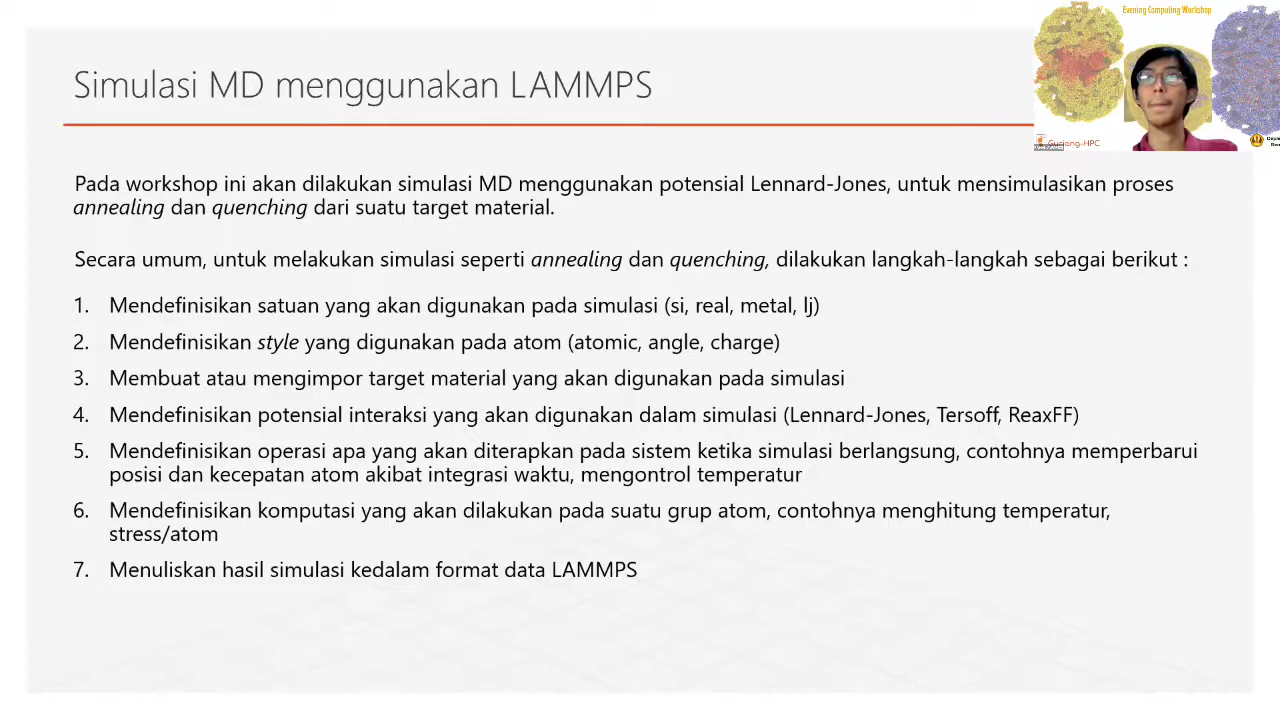 Evening Computing Workshop
Simulasi MD menggunakan LAMMPS
Gunjang-HPC
Pada workshop ini akan dilakukan simulasi MD menggunakan potensial Lennard-Jones, untuk mensimulasikan proses
annealing dan quenching dari suatu target material.
Secara umum, untuk melakukan simulasi seperti annealing dan quenching, dilakukan langkah-langkah sebagai berikut :
1. Mendefinisikan satuan yang akan digunakan pada simulasi (si, real, metal, lj)
2. Mendefinisikan style yang digunakan pada atom (atomic, angle, charge)
3. Membuat atau mengimpor target material yang akan digunakan pada simulasi
4. Mendefinisikan potensial interaksi yang akan digunakan dalam simulasi (Lennard-Jones, Tersoff, ReaxFF)
5. Mendefinisikan operasi apa yang akan diterapkan pada sistem ketika simulasi berlangsung, contohnya memperbarui
posisi dan kecepatan atom akibat integrasi waktu, mengontrol temperatur
6. Mendefinisikan komputasi yang akan dilakukan pada suatu grup atom, contohnya menghitung temperatur,
stress/atom
7. Menuliskan hasil simulasi kedalam format data LAMMPS